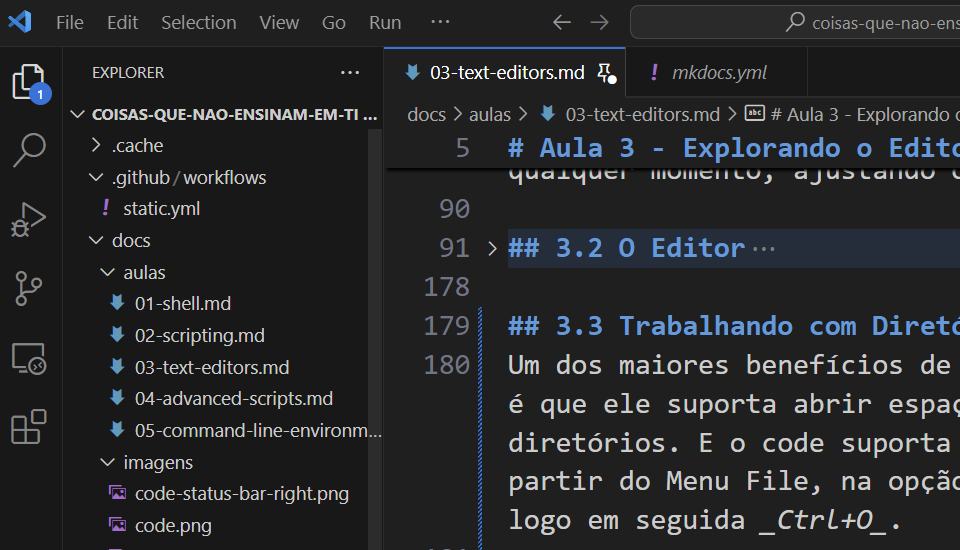 File Edit Selection View Go Run ··· coisas-que-nao-ens
EXPLORER ···
1
COISAS-QUE-NAO-ENSINAM-EM-TI ...
.cache
.github/workflows
! static.yml
docs
aulas
01-shell.md
02-scripting.md
03-text-editors.md
04-advanced-scripts.md
05-command-line-environm...
imagens
code-status-bar-right.png
code.png
03-text-editors.md ! mkdocs.yml
docs > aulas > 03-text-editors.md > abc # Aula 3 - Explorando o
5 # Aula 3 - Explorando o Edito
qualquer momento, ajustando
90
91 > ## 3.2 O Editor ···
178
179 ## 3.3 Trabalhando com Diretó
180 Um dos maiores benefícios de
é que ele suporta abrir espaç
diretórios. E o code suporta
partir do Menu File, na opção
logo em seguida _Ctrl+O_.